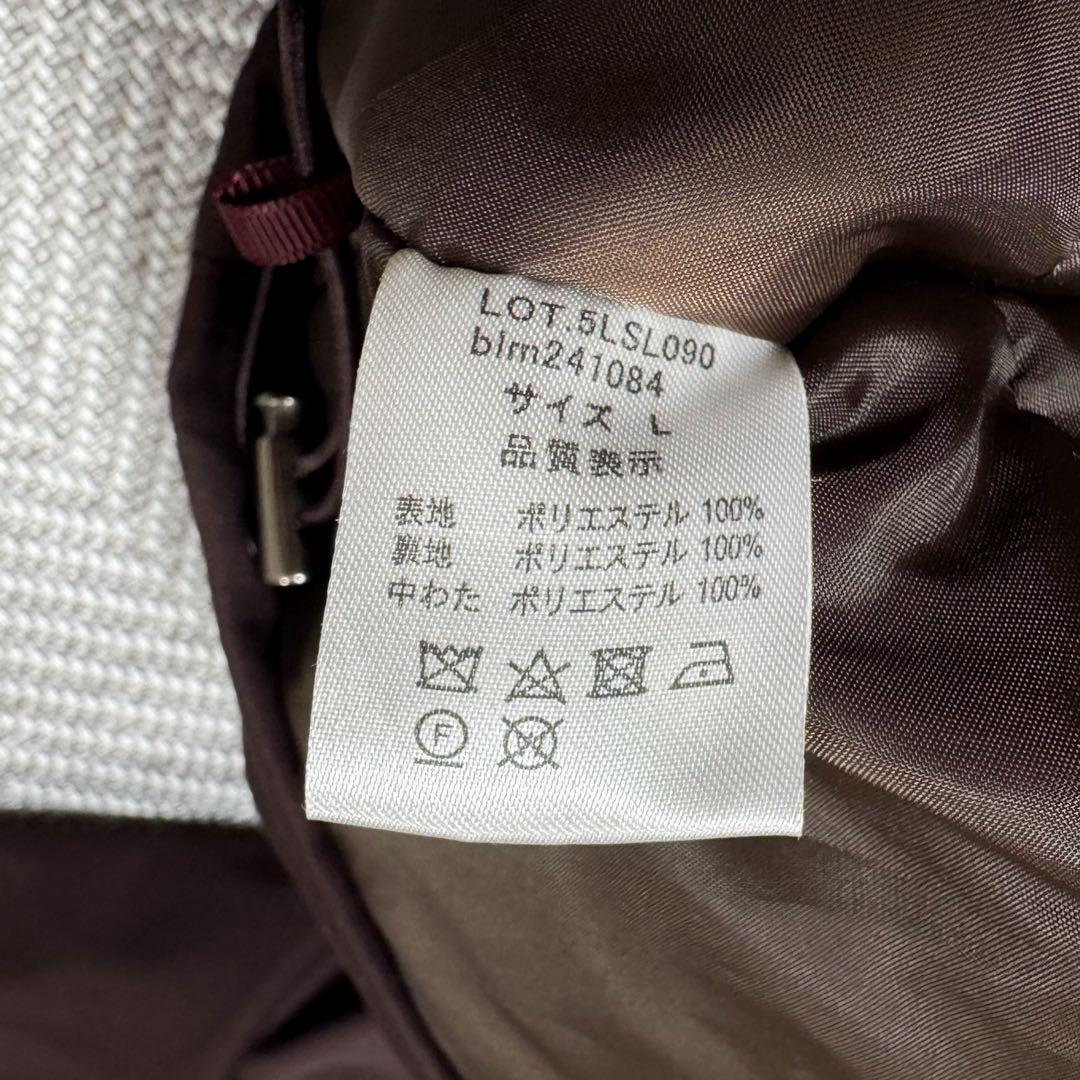 LOT.5LSL090
blm241084
サイズ L
品質表示
表地 ポリエステル 100%
裏地 ポリエステル 100%
中わた ポリエステル 100%
F
W